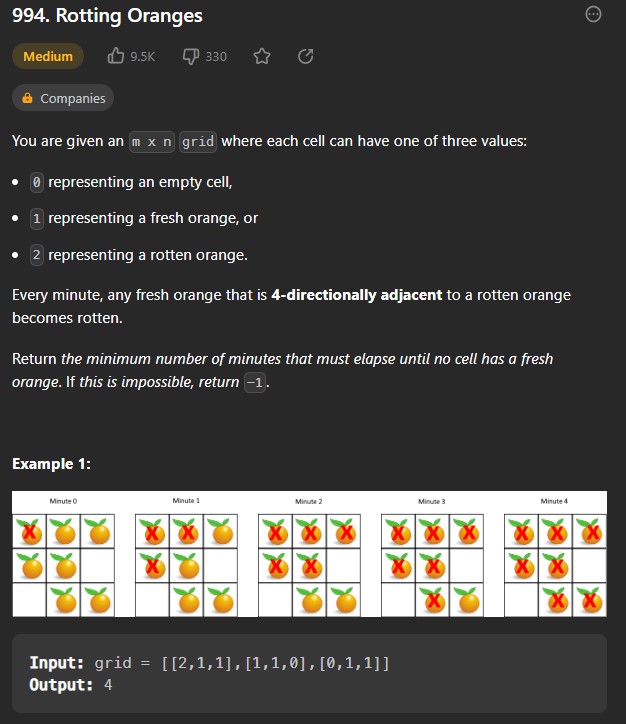 994. Rotting Oranges
Medium 9.5K 330
Companies
You are given an m x n grid where each cell can have one of three values:
• 0 representing an empty cell,
• 1 representing a fresh orange, or
• 2 representing a rotten orange.
Every minute, any fresh orange that is 4-directionally adjacent to a rotten orange
becomes rotten.
Return the minimum number of minutes that must elapse until no cell has a fresh
orange. If this is impossible, return -1.
Example 1:
Minute 0 Minute 1 Minute 2 Minute 3 Minute 4
Input: grid = [[2,1,1],[1,1,0],[0,1,1]]
Output: 4